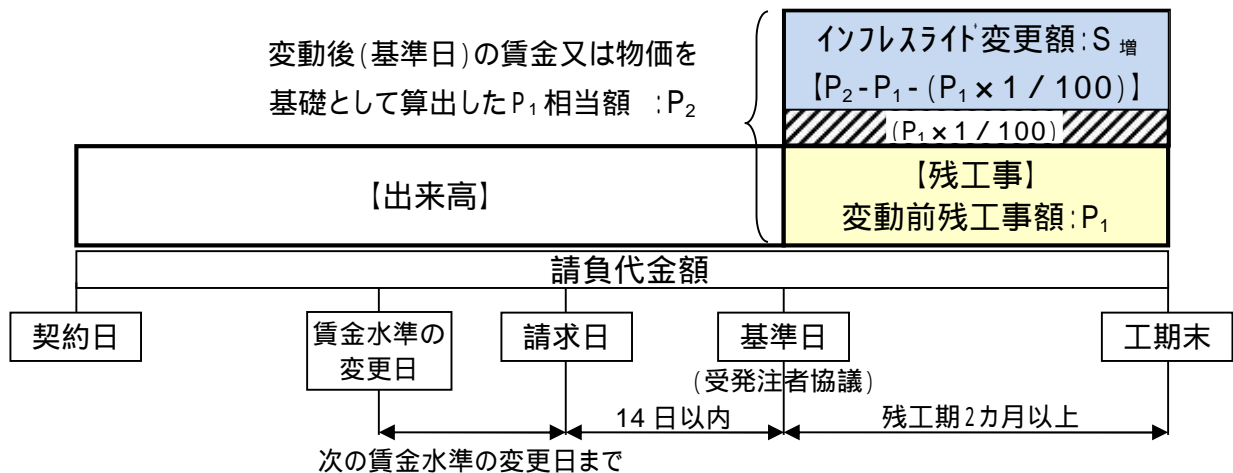 変動後(基準日)の賃金又は物価を
基礎として算出したP₁相当額 :P₂
インフレスライド変更額:S増
【P₂-P₁-(P₁×1/100)】
(P₁×1/100)
【出来高】
【残工事】
変動前残工事額:P₁
請負代金額
契約日
賃金水準の
変更日
請求日
基準日
(受発注者協議)
工期末
14日以内
残工期2カ月以上
次の賃金水準の変更日まで